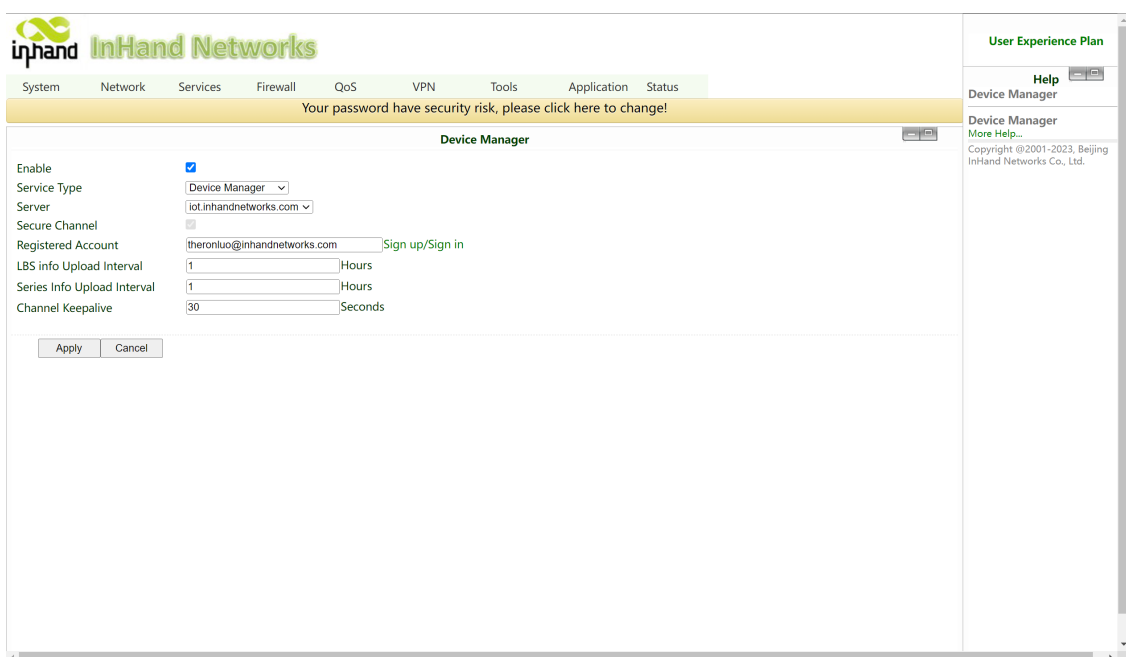 inhand InHand Networks
User Experience Plan
System Network Services Firewall QoS VPN Tools Application Status
Your password have security risk, please click here to change!
Device Manager
Enable
Service Type Device Manager
Server iot.inhandnetworks.com
Secure Channel
Registered Account theronluo@inhandnetworks.com Sign up/Sign in
LBS info Upload Interval 1 Hours
Series Info Upload Interval 1 Hours
Channel Keepalive 30 Seconds
Apply Cancel
Help
Device Manager
Device Manager
More Help...
Copyright @2001-2023, Beijing
InHand Networks Co., Ltd.